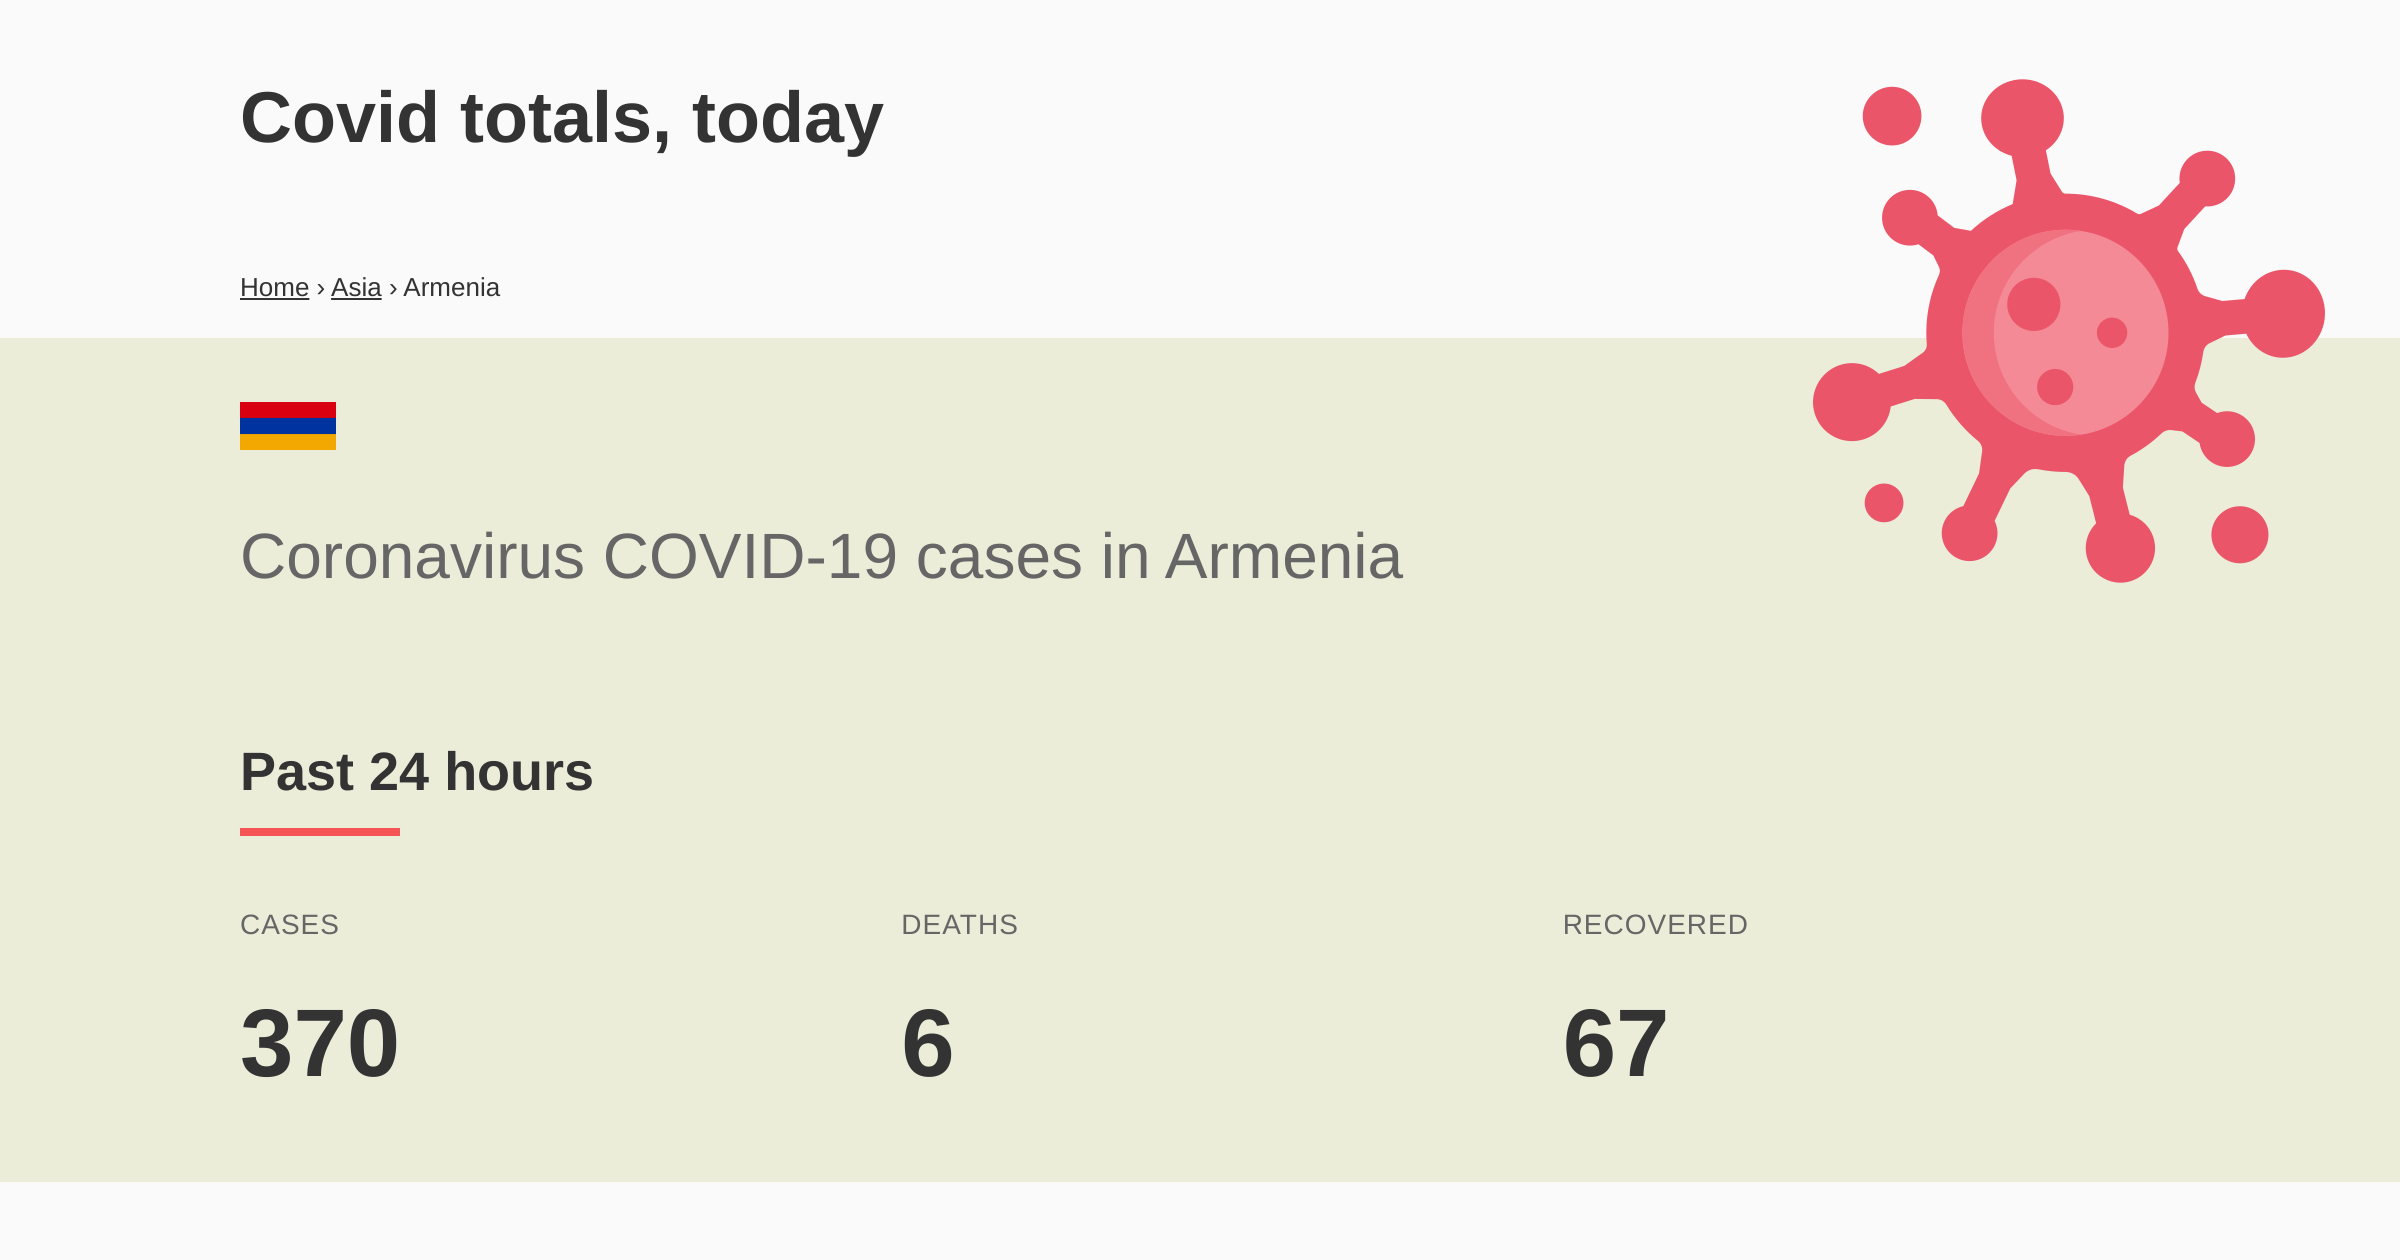 Covid totals, today
Home › Asia › Armenia
Coronavirus COVID-19 cases in Armenia
Past 24 hours
CASES DEATHS RECOVERED
370 6 67